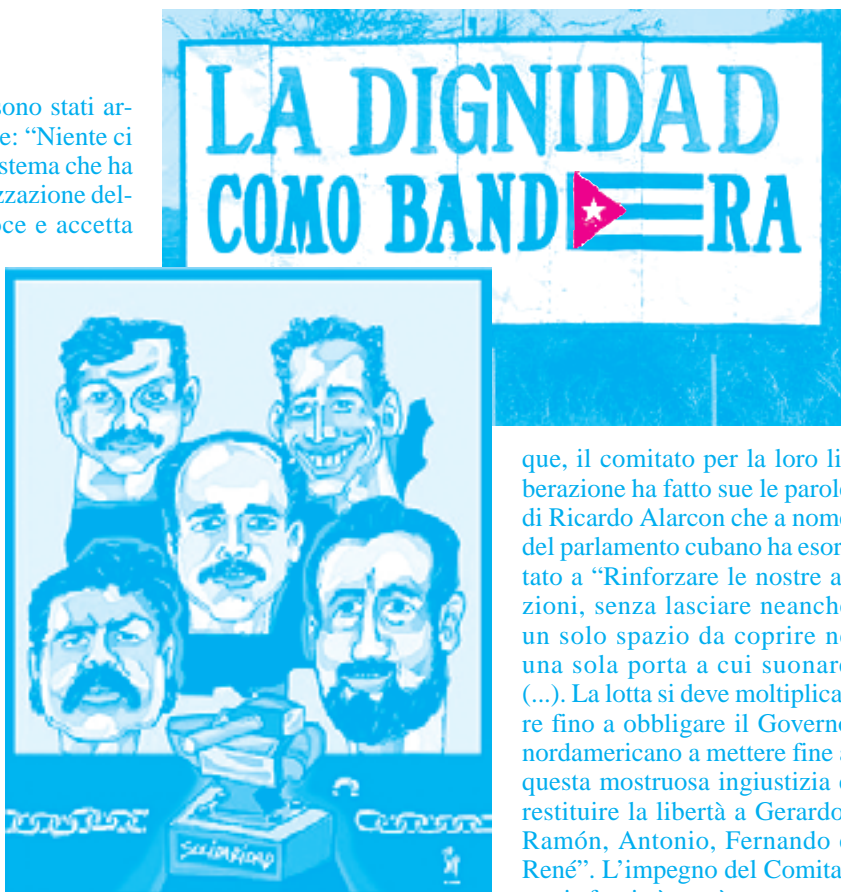 sono stati ar-
e: “Niente ci
stema che ha
izzazione del-
oce e accetta
LA DIGNIDAD
COMO BANDERA
SOLIDARIDAD
que, il comitato per la loro li-
berazione ha fatto sue le parole
di Ricardo Alarcon che a nome
del parlamento cubano ha esor-
tato a “Rinforzare le nostre a-
zioni, senza lasciare neanche
un solo spazio da coprire né
una sola porta a cui suonare
(...). La lotta si deve moltiplica-
re fino a obbligare il Governo
nordamericano a mettere fine a
questa mostruosa ingiustizia e
restituire la libertà a Gerardo,
Ramón, Antonio, Fernando e
René”. L’impegno del Comita-